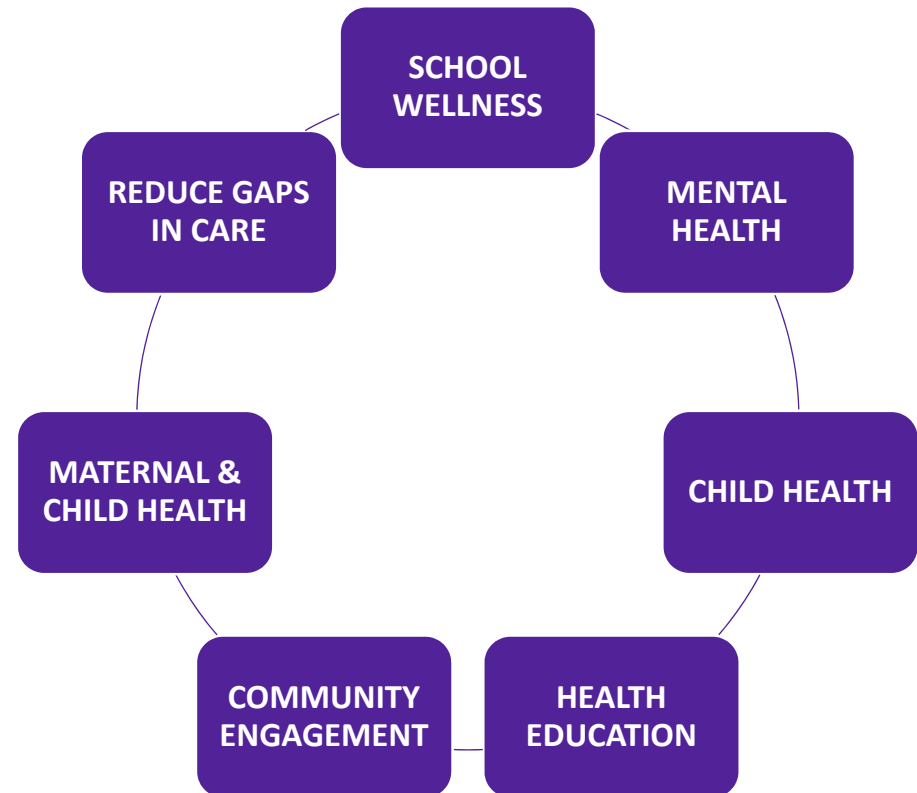 SCHOOL
WELLNESS
MENTAL
HEALTH
CHILD HEALTH
HEALTH
EDUCATION
COMMUNITY
ENGAGEMENT
MATERNAL &
CHILD HEALTH
REDUCE GAPS
IN CARE